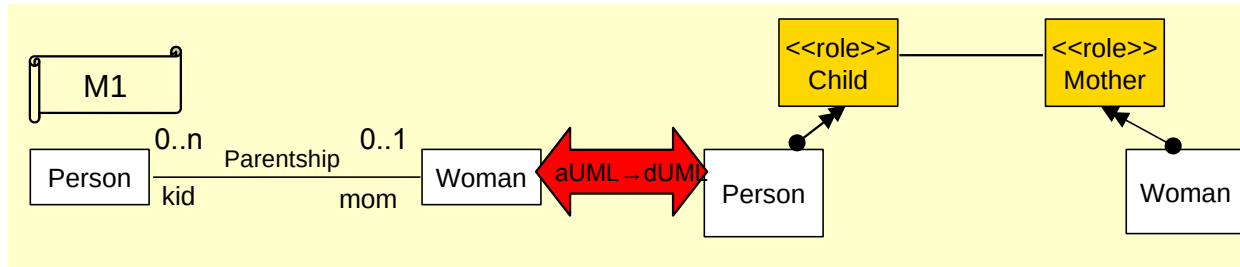 M1
Person
0..n
kid
Parentship
0..1
mom
Woman
aUML→dUML
<<role>>
Child
<<role>>
Mother
Person
Woman